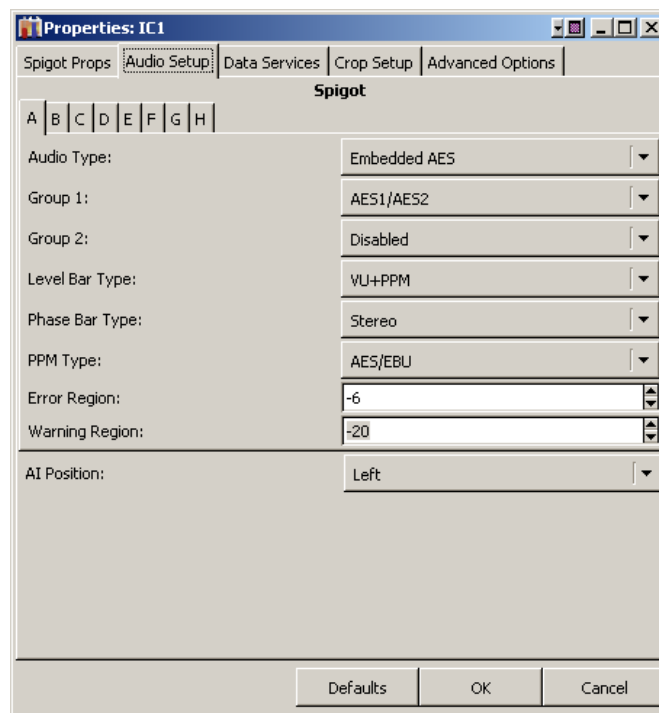 Properties: IC1
Spigot Props Audio Setup Data Services Crop Setup Advanced Options
Spigot
A B C D E F G H
Audio Type: Embedded AES
Group 1: AES1/AES2
Group 2: Disabled
Level Bar Type: VU+PPM
Phase Bar Type: Stereo
PPM Type: AES/EBU
Error Region: -6
Warning Region: -20
AI Position: Left
Defaults OK Cancel